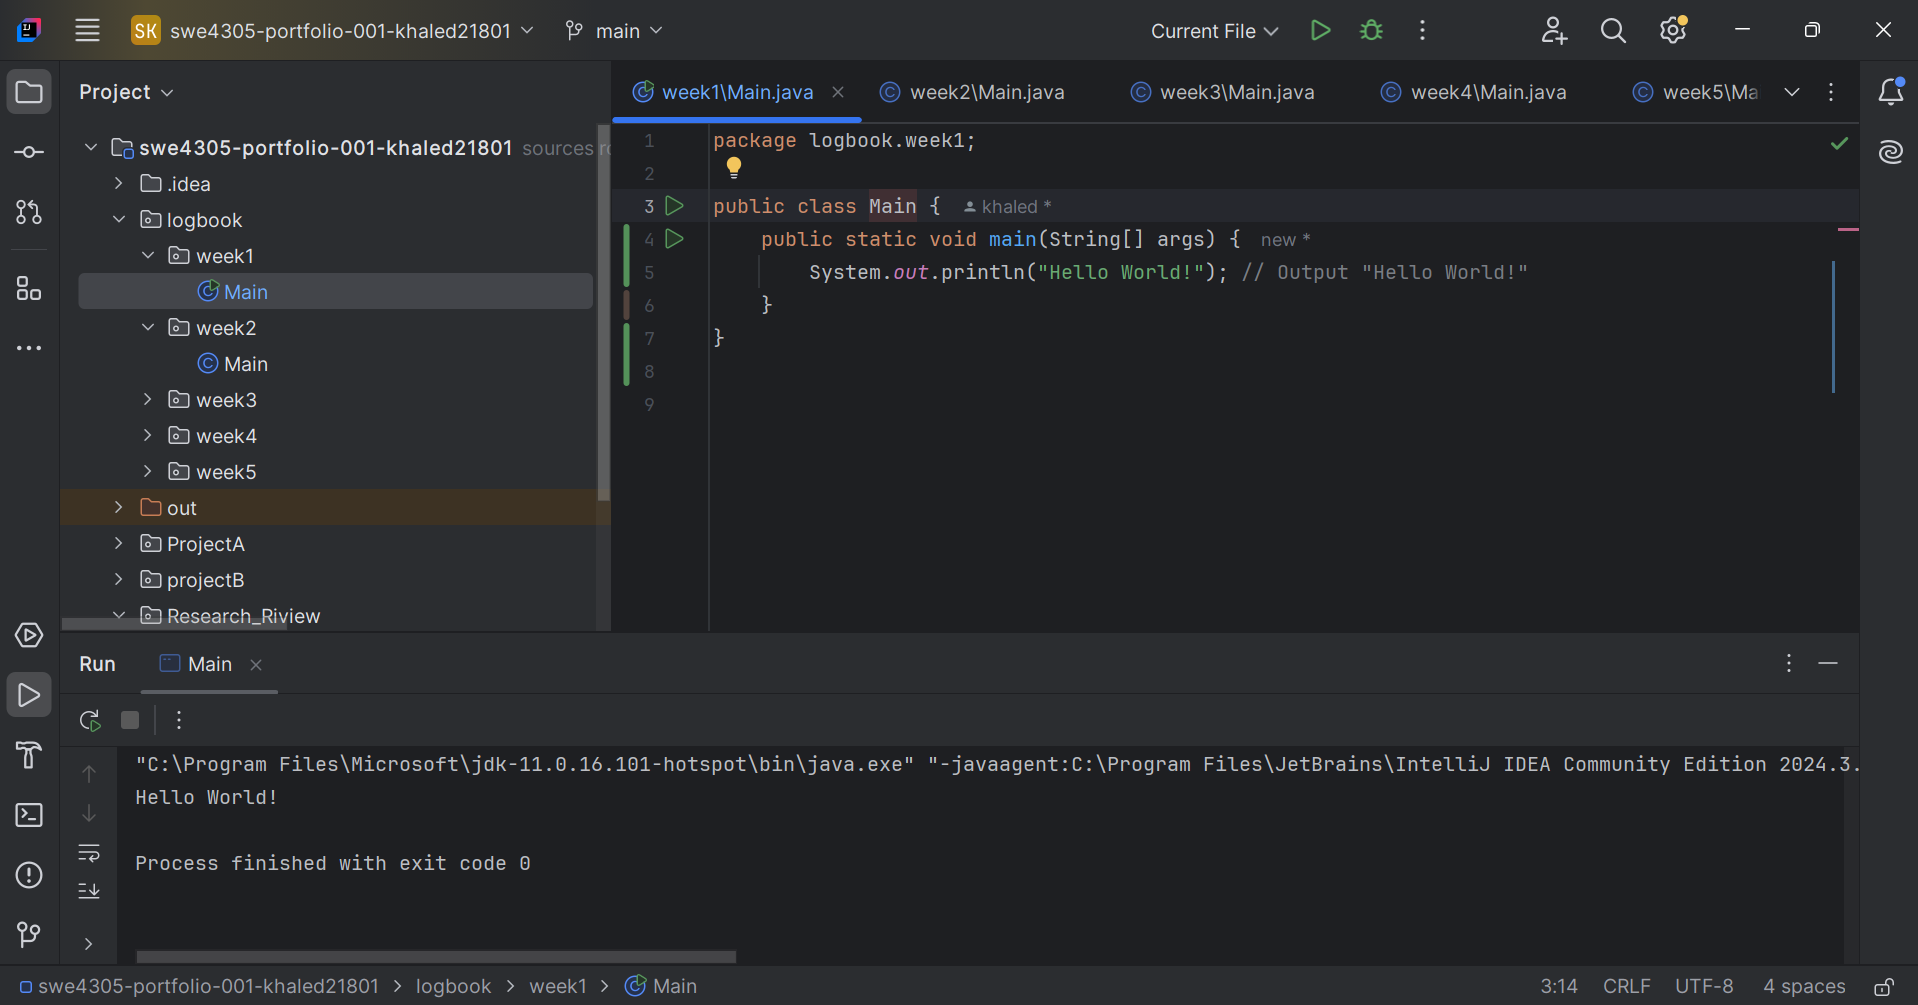 SK swe4305-portfolio-001-khaled21801 main Current File
Project
week1\Main.java week2\Main.java week3\Main.java week4\Main.java week5\Ma
swe4305-portfolio-001-khaled21801 sources
.idea
logbook
week1
Main
week2
Main
week3
week4
week5
out
ProjectA
projectB
Research_Riview
1 package logbook.week1;
2
3 public class Main { khaled *
4 public static void main(String[] args) { new *
5 System.out.println("Hello World!"); // Output "Hello World!"
6 }
7 }
8
9
Run Main
"C:\Program Files\Microsoft\jdk-11.0.16.101-hotspot\bin\java.exe" "-javaagent:C:\Program Files\JetBrains\IntelliJ IDEA Community Edition 2024.3.
Hello World!
Process finished with exit code 0
swe4305-portfolio-001-khaled21801 > logbook > week1 > Main 3:14 CRLF UTF-8 4 spaces